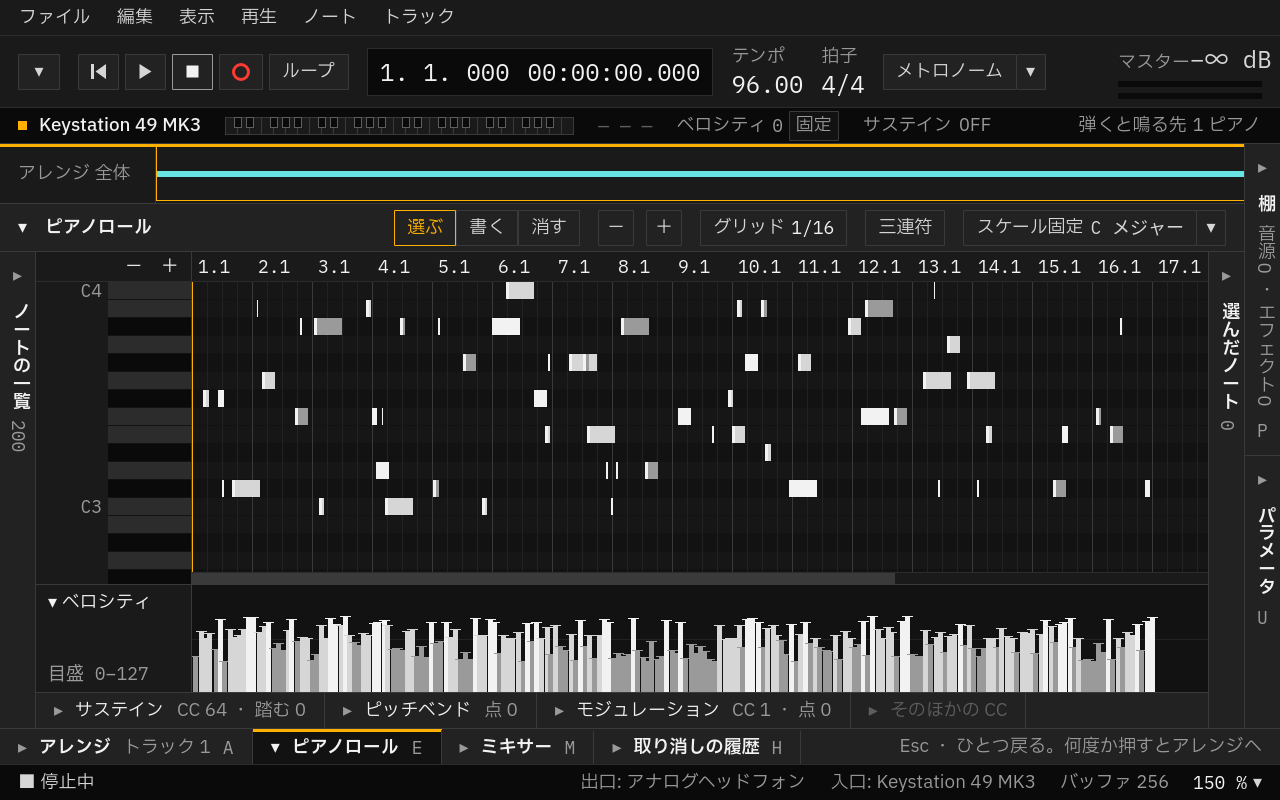 ファイル 編集 表示 再生 ノート トラック
▼ ループ 1. 1. 000 00:00:00.000 テンポ 96.00 拍子 4/4 メトロノーム ▼ マスター −∞ dB
Keystation 49 MK3 – – – ベロシティ 0 固定 サステイン OFF 弾くと鳴る先 1 ピアノ
アレンジ 全体
▼ ピアノロール 選ぶ 書く 消す − + グリッド 1/16 三連符 スケール固定 C メジャー ▼
− + 1.1 2.1 3.1 4.1 5.1 6.1 7.1 8.1 9.1 10.1 11.1 12.1 13.1 14.1 15.1 16.1 17.1
C4
C3
▶ ノートの一覧 200
▶ 選んだノート 0
▶ 棚 音源 0 · エフェクト 0 P
▶ パラメータ U
▼ ベロシティ
目盛 0–127
▶ サステイン CC 64 · 踏む 0 ▶ ピッチベンド 点 0 ▶ モジュレーション CC 1 · 点 0 ▶ そのほかの CC
▶ アレンジ トラック 1 A ▼ ピアノロール E ▶ ミキサー M ▶ 取り消しの履歴 H Esc · ひとつ戻る。何度か押すとアレンジへ
■ 停止中 出口: アナログヘッドフォン 入口: Keystation 49 MK3 バッファ 256 150 % ▼